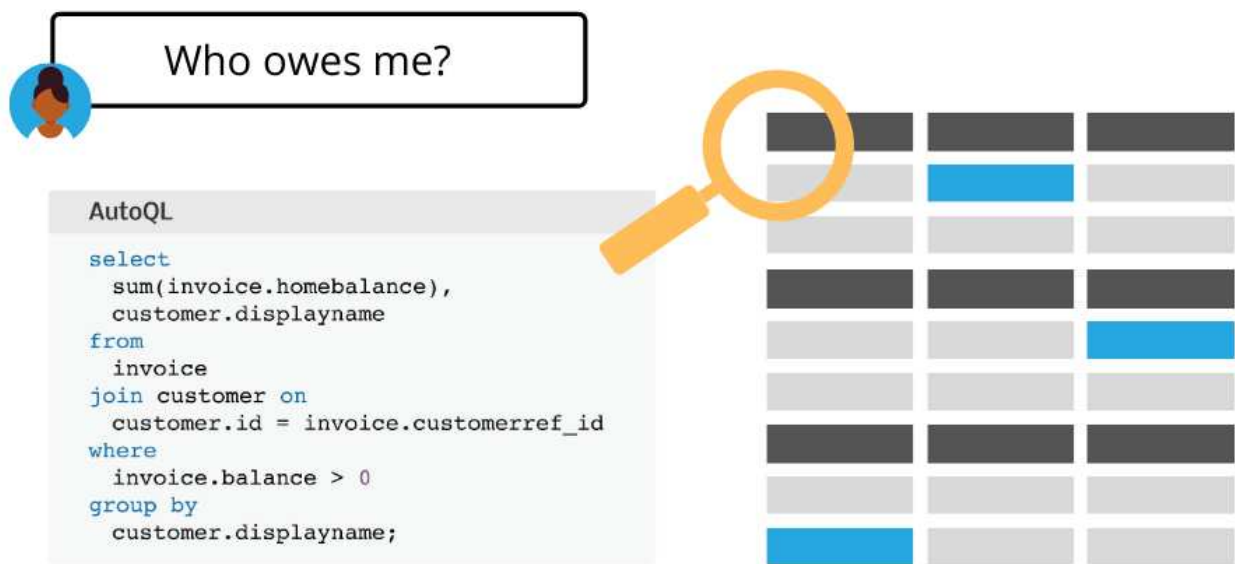 Who owes me?
AutoQL
select
sum(invoice.homebalance),
customer.displayname
from
invoice
join customer on
customer.id = invoice.customerref_id
where
invoice.balance > 0
group by
customer.displayname;